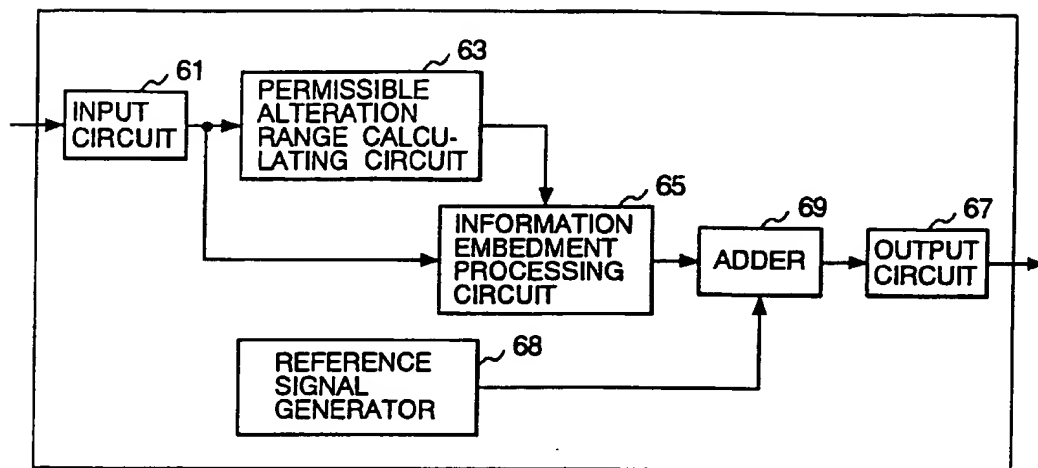 61
INPUT
CIRCUIT
63
PERMISSIBLE
ALTERATION
RANGE CALCU-
LATING CIRCUIT
65
INFORMATION
EMBEDMENT
PROCESSING
CIRCUIT
69
ADDER
67
OUTPUT
CIRCUIT
68
REFERENCE
SIGNAL
GENERATOR